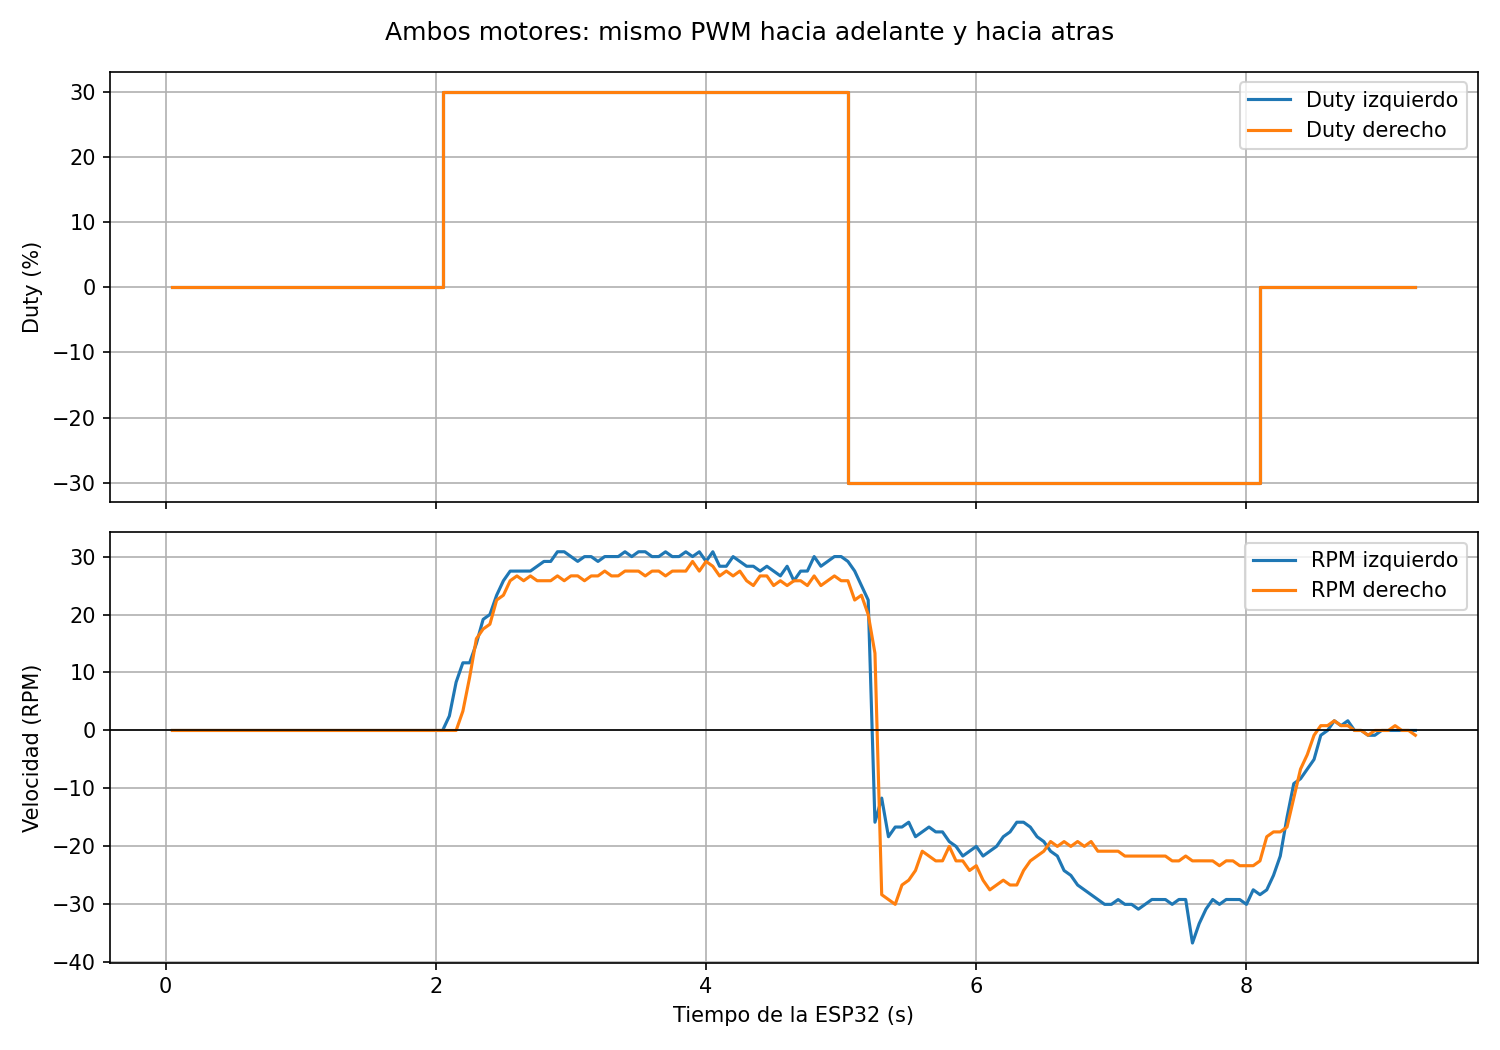 Ambos motores: mismo PWM hacia adelante y hacia atras
30
20
10
0
−10
−20
−30
Duty (%)
Duty izquierdo
Duty derecho
30
20
10
0
−10
−20
−30
−40
Velocidad (RPM)
RPM izquierdo
RPM derecho
0
2
4
6
8
Tiempo de la ESP32 (s)